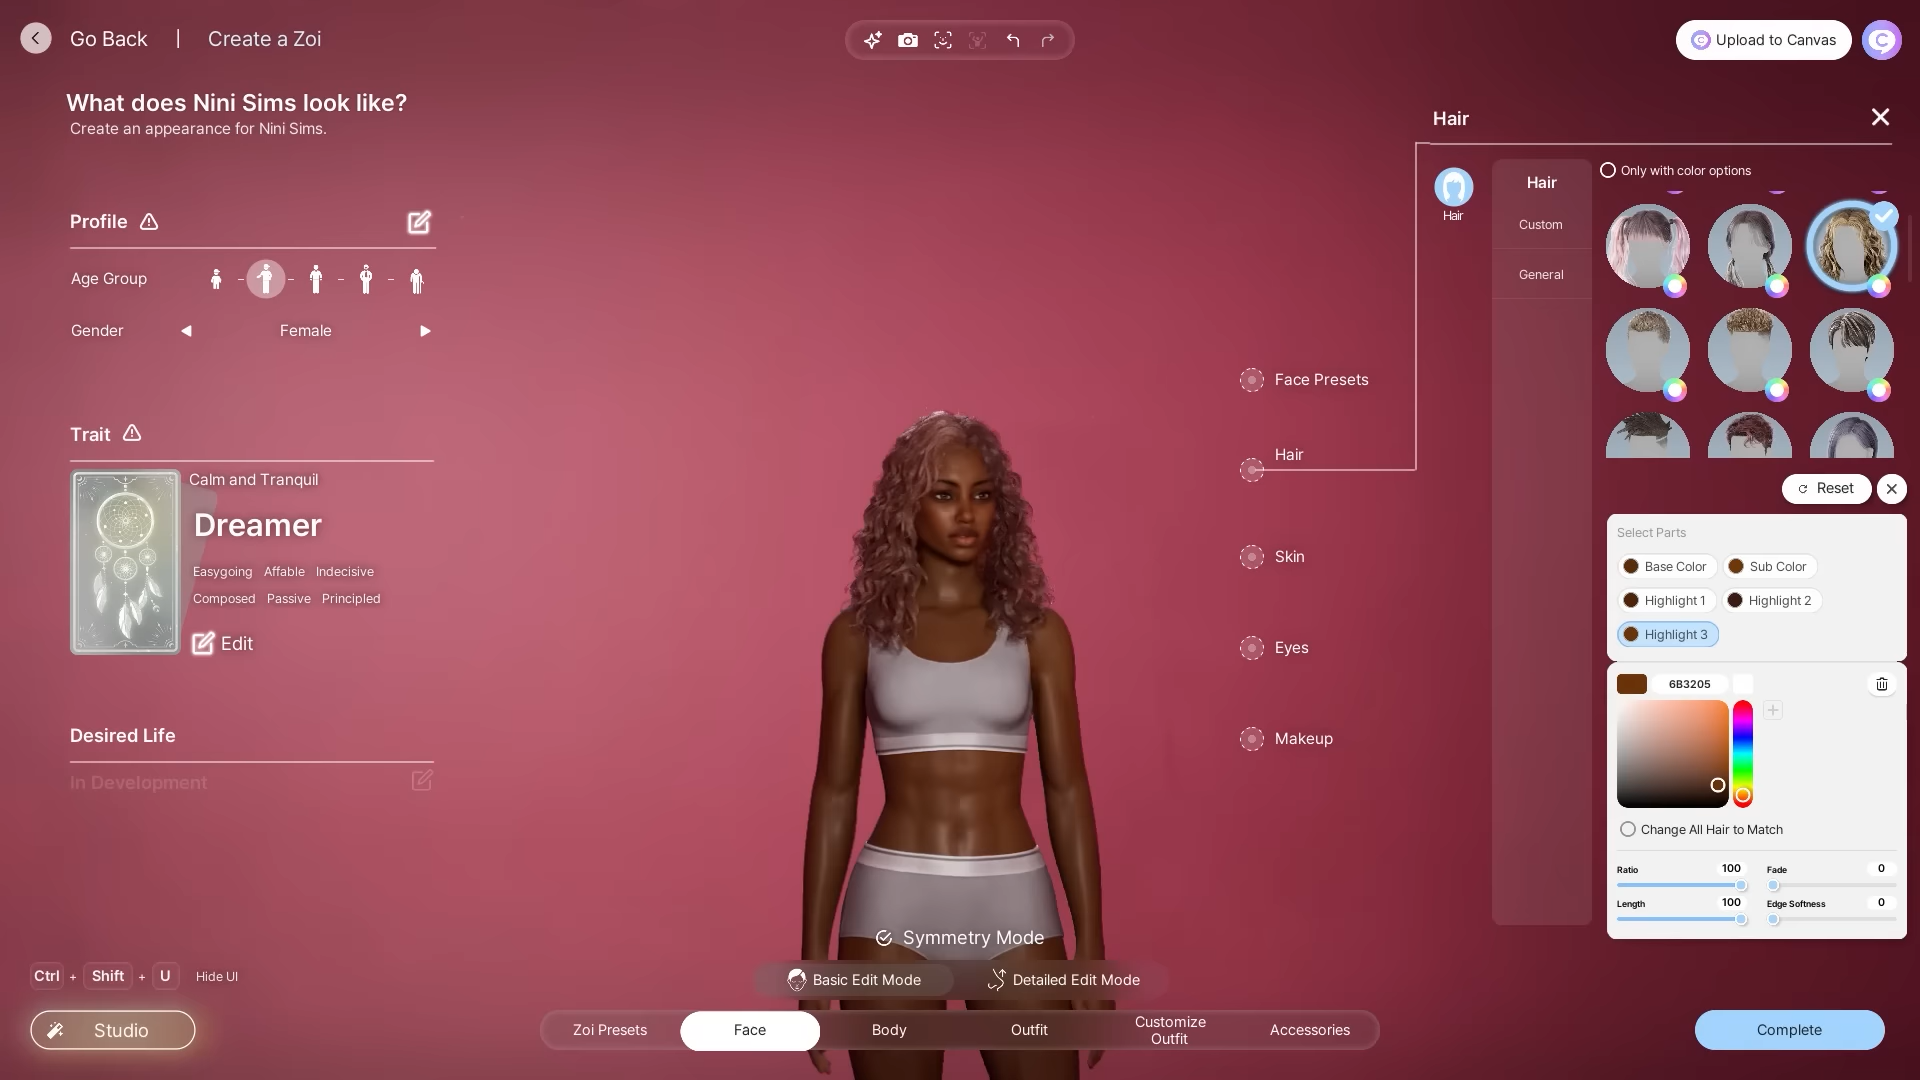 Go Back | Create a Zoi
Upload to Canvas
What does Nini Sims look like?
Create an appearance for Nini Sims.
Profile
Age Group
Gender
Female
Trait
Calm and Tranquil
Dreamer
Easygoing Affable Indecisive
Composed Passive Principled
Edit
Desired Life
In Development
Ctrl + Shift + U Hide UI
Studio
Face Presets
Hair
Skin
Eyes
Makeup
Symmetry Mode
Basic Edit Mode
Detailed Edit Mode
Zoi Presets
Face
Body
Outfit
Customize
Outfit
Accessories
Hair
Hair
Hair
Custom
General
Only with color options
Reset
Select Parts
Base Color
Sub Color
Highlight 1
Highlight 2
Highlight 3
6B3205
Change All Hair to Match
Ratio 100
Fade 0
Length 100
Edge Softness 0
Complete